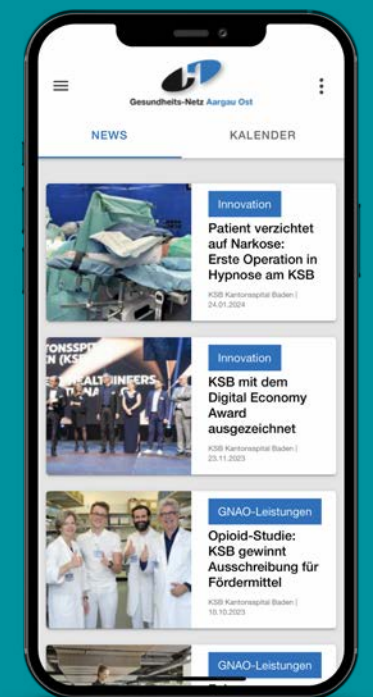 Gesundheits-Netz Aargau Ost
NEWS
KALENDER
Innovation
Patient verzichtet
auf Narkose:
Erste Operation in
Hypnose am KSB
KSB Kantonsspital Baden |
24.01.2024
Innovation
KSB mit dem
Digital Economy
Award
ausgezeichnet
KSB Kantonsspital Baden |
23.11.2023
GNAO-Leistungen
Opioid-Studie:
KSB gewinnt
Ausschreibung für
Fördermittel
KSB Kantonsspital Baden |
10.10.2023
GNAO-Leistungen